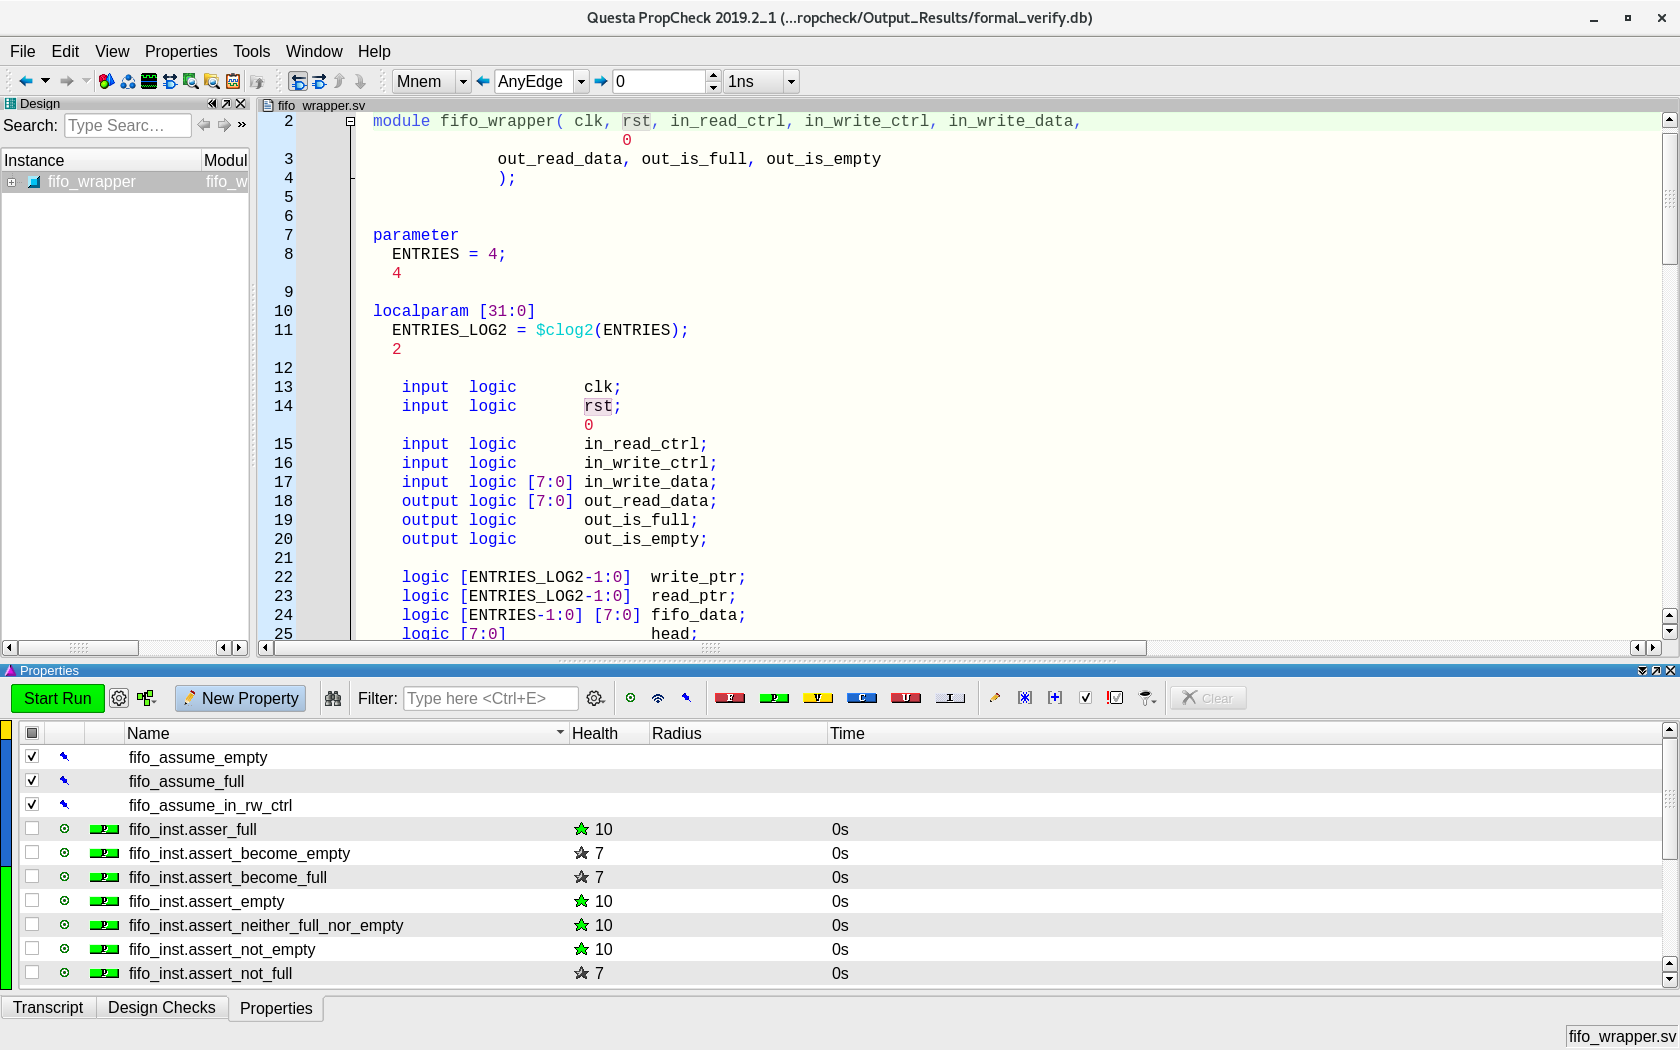 Questa PropCheck 2019.2_1 (...ropcheck/Output_Results/formal_verify.db)
File Edit View Properties Tools Window Help
Mnem AnyEdge 0 1ns
Design
Search: Type Searc…
Instance Modul
fifo_wrapper fifo_w
fifo_wrapper.sv
2 module fifo_wrapper( clk, rst, in_read_ctrl, in_write_ctrl, in_write_data,
0
3 out_read_data, out_is_full, out_is_empty
4 );
5
6
7 parameter
8 ENTRIES = 4;
4
9
10 localparam [31:0]
11 ENTRIES_LOG2 = $clog2(ENTRIES);
2
12
13 input logic clk;
14 input logic rst;
0
15 input logic in_read_ctrl;
16 input logic in_write_ctrl;
17 input logic [7:0] in_write_data;
18 output logic [7:0] out_read_data;
19 output logic out_is_full;
20 output logic out_is_empty;
21
22 logic [ENTRIES_LOG2-1:0] write_ptr;
23 logic [ENTRIES_LOG2-1:0] read_ptr;
24 logic [ENTRIES-1:0] [7:0] fifo_data;
25 logic [7:0] head;
Properties
Start Run New Property Filter: Type here <Ctrl+E> F P V C U I Clear
Name Health Radius Time
fifo_assume_empty
fifo_assume_full
fifo_assume_in_rw_ctrl
P fifo_inst.asser_full 10 0s
P fifo_inst.assert_become_empty 7 0s
P fifo_inst.assert_become_full 7 0s
P fifo_inst.assert_empty 10 0s
P fifo_inst.assert_neither_full_nor_empty 10 0s
P fifo_inst.assert_not_empty 10 0s
P fifo_inst.assert_not_full 7 0s
Transcript Design Checks Properties
fifo_wrapper.sv